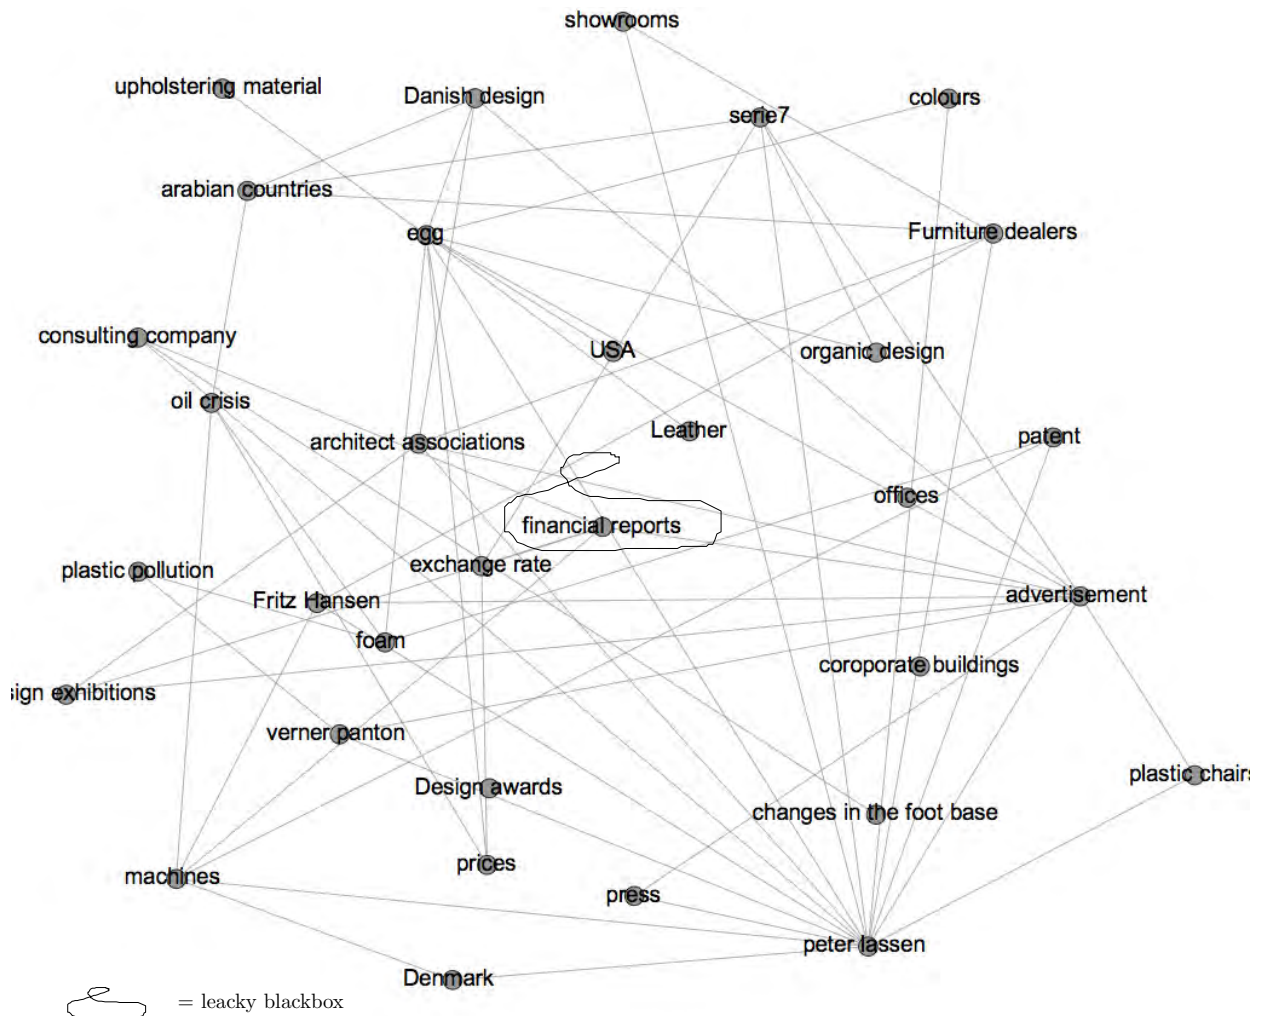 showrooms
upholstering material
Danish design
colours
serie7
arabian countries
egg
Furniture dealers
consulting company
USA
organic design
oil crisis
Leather
architect associations
patent
offices
financial reports
exchange rate
plastic pollution
Fritz Hansen
advertisement
foam
coroporate buildings
sign exhibitions
verner panton
plastic chairs
Design awards
changes in the foot base
prices
machines
press
peter lassen
Denmark
= leacky blackbox